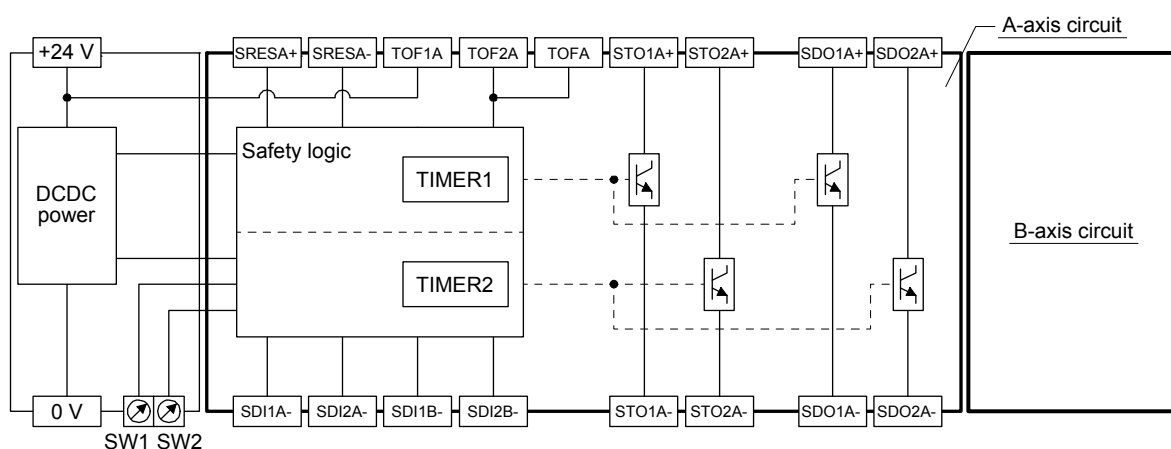 A-axis circuit
+24 V
SRESA+
SRESA-
TOF1A
TOF2A
TOFA
STO1A+
STO2A+
SDO1A+
SDO2A+
Safety logic
TIMER1
DCDC
power
B-axis circuit
TIMER2
0 V
SDI1A-
SDI2A-
SDI1B-
SDI2B-
STO1A-
STO2A-
SDO1A-
SDO2A-
SW1 SW2